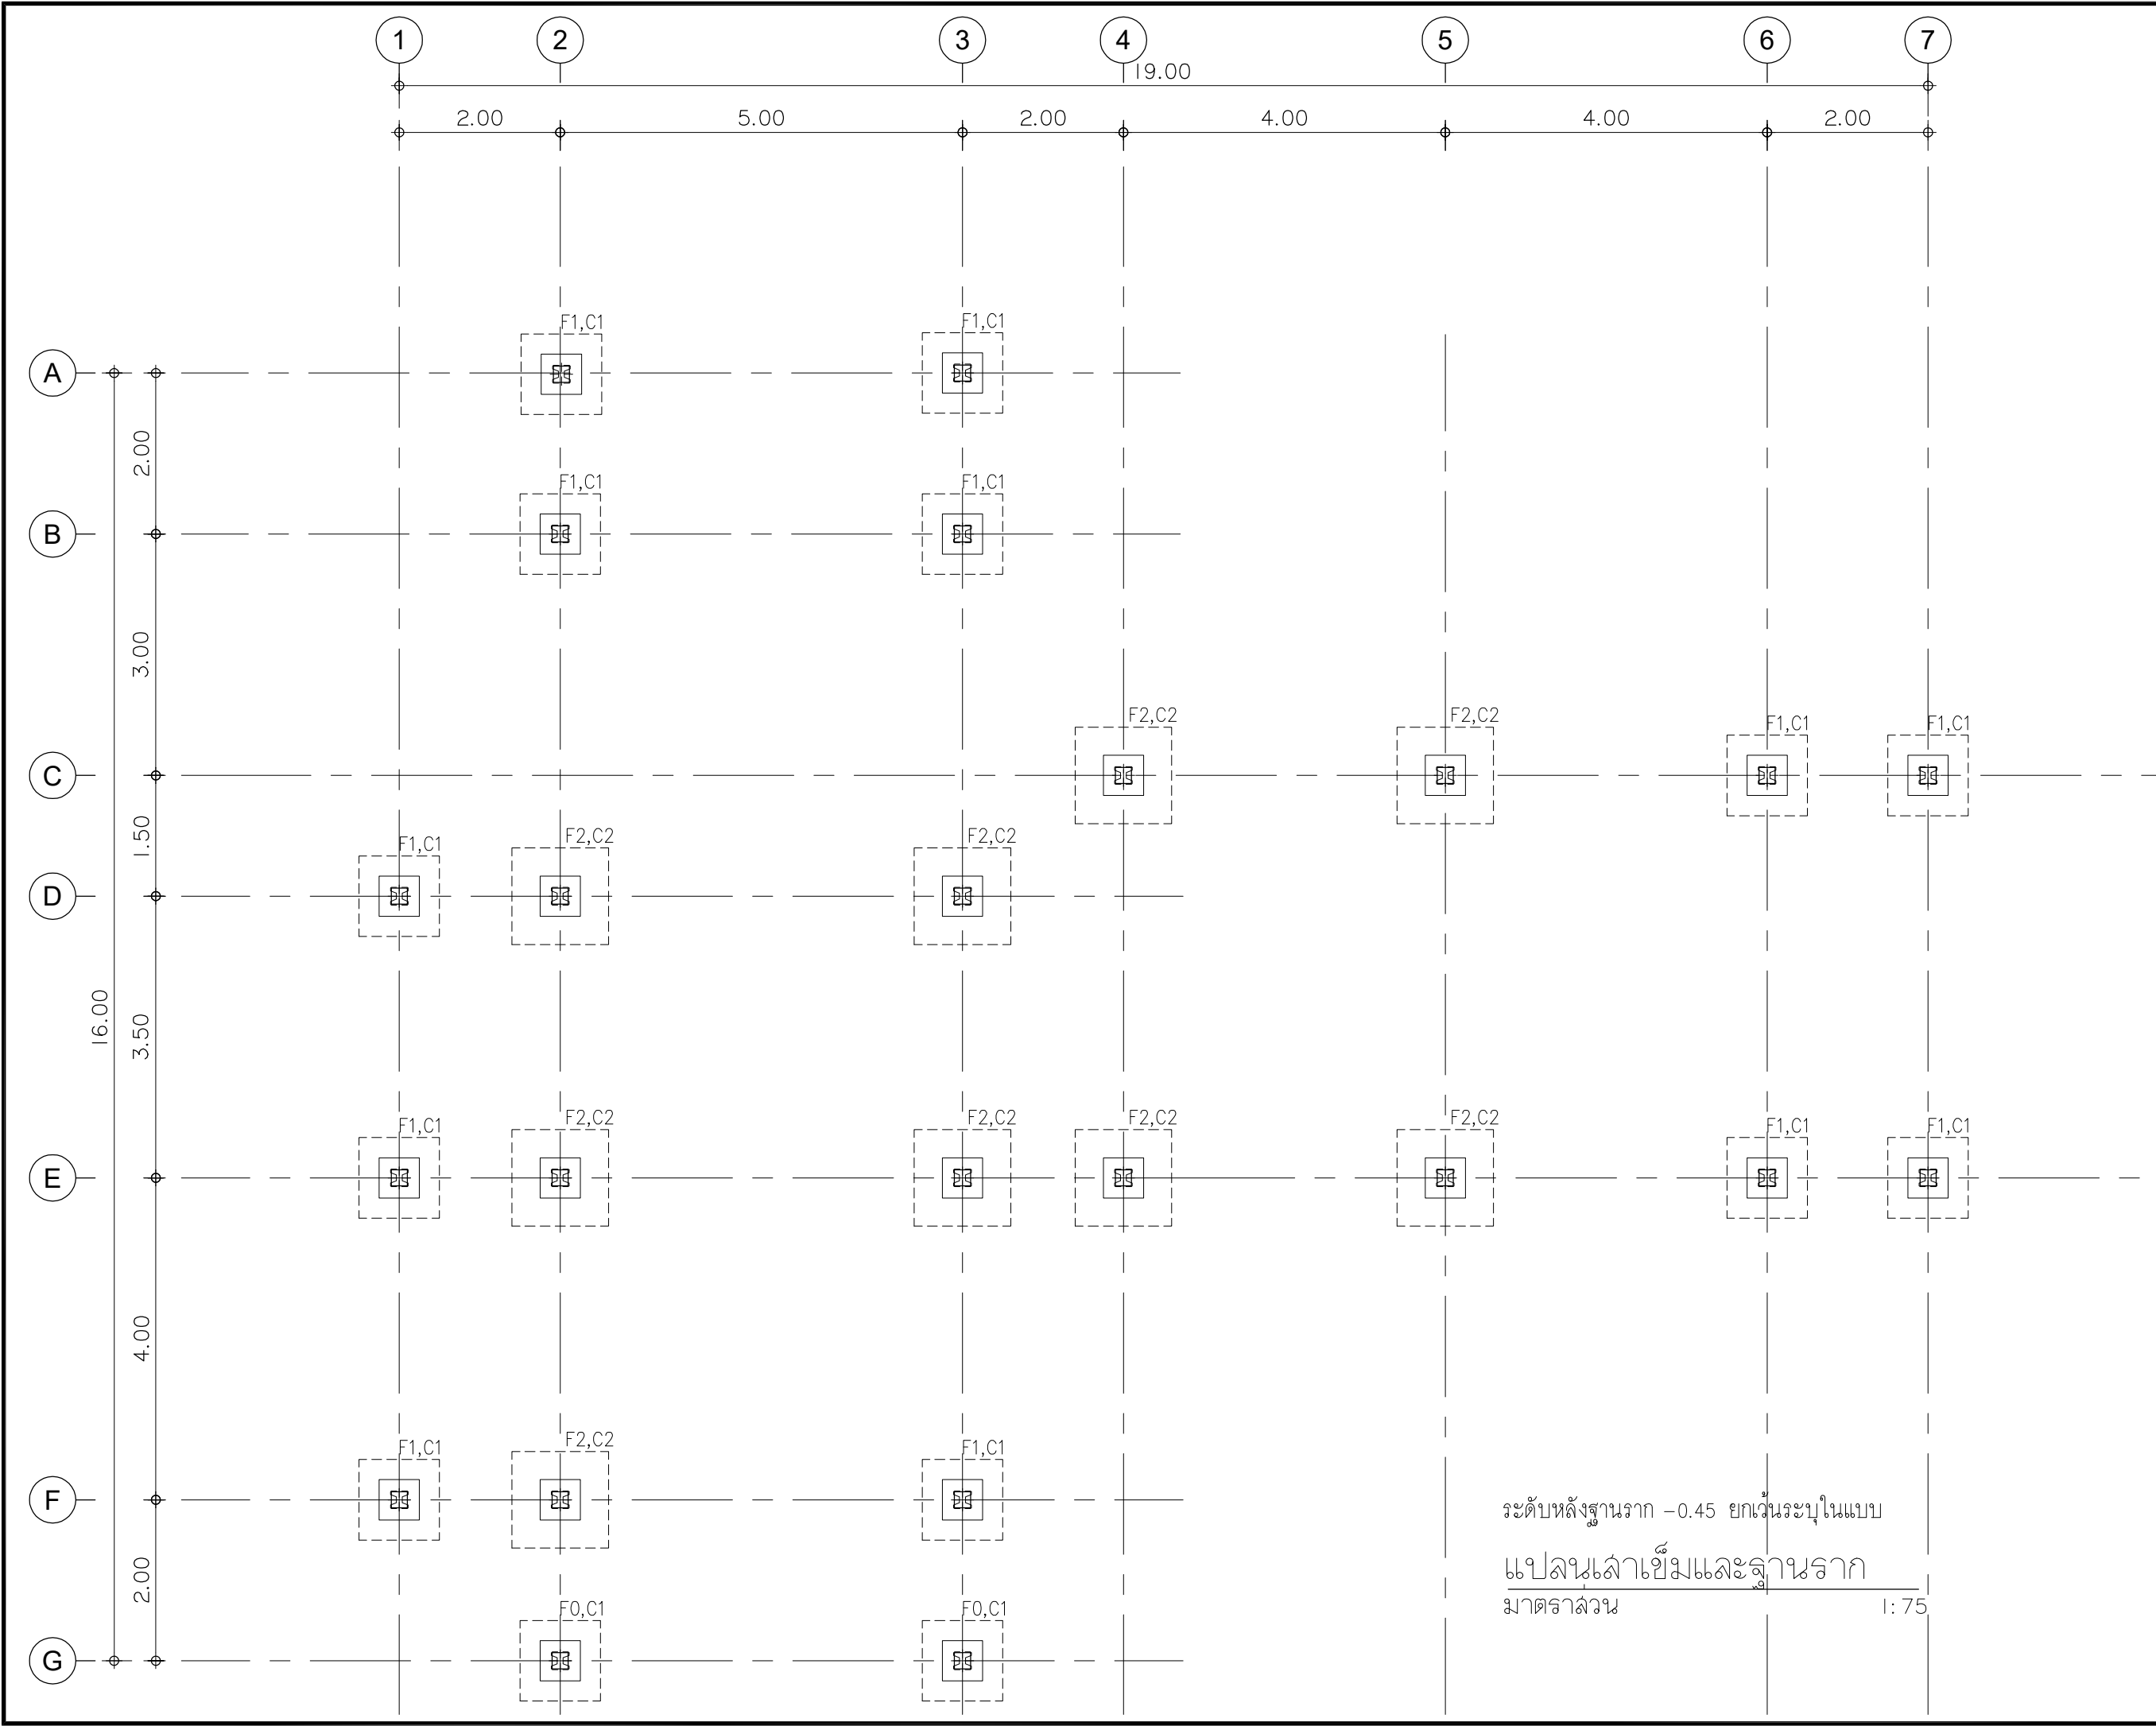 1 2 3 4 5 6 7
19.00
2.00 5.00 2.00 4.00 4.00 2.00
F1,C1 F1,C1
A
2.00
F1,C1 F1,C1
B
3.00
F2,C2 F2,C2 F1,C1 F1,C1
C
1.50
F1,C1 F2,C2 F2,C2
D
16.00
3.50
F1,C1 F2,C2 F2,C2 F2,C2 F2,C2 F1,C1 F1,C1
E
4.00
F1,C1 F2,C2 F1,C1
F
2.00
F0,C1 F0,C1
G
ระดับหลังฐานราก -0.45 ยกเว้นระบุในแบบ
แปลนเสาเข็มและฐานราก
มาตราส่วน 1:75